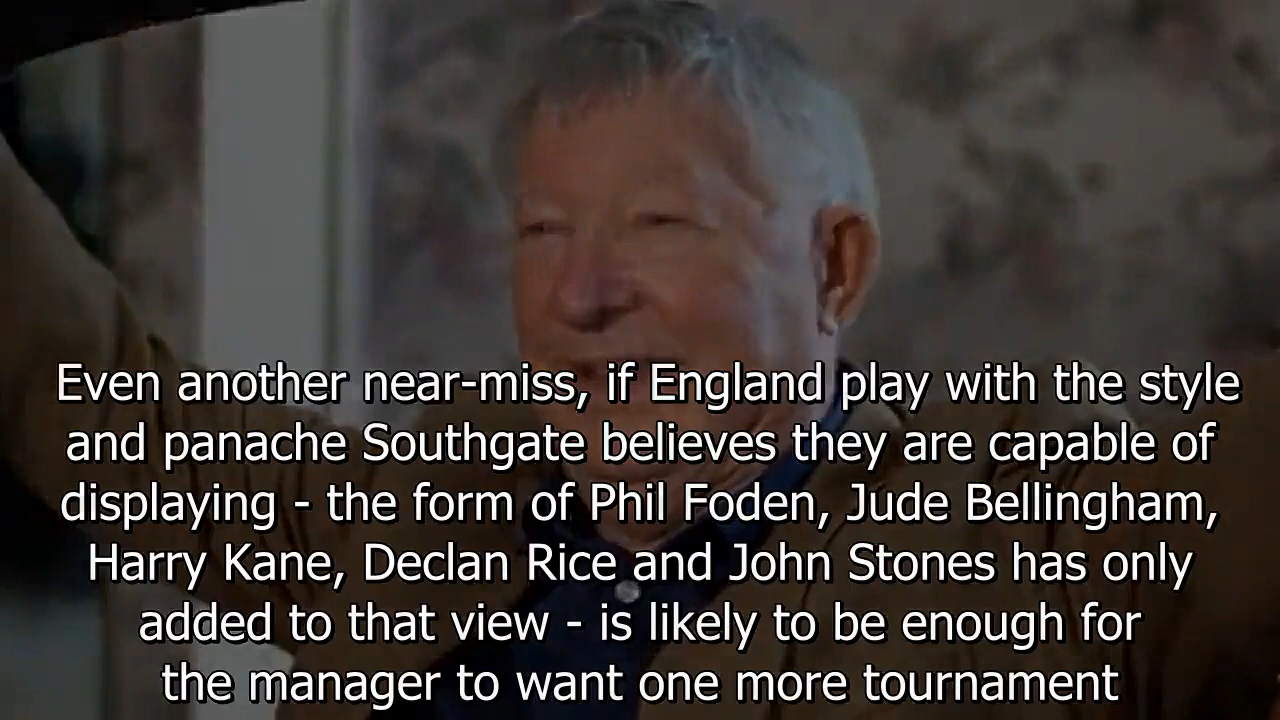 Even another near-miss, if England play with the style
and panache Southgate believes they are capable of
displaying - the form of Phil Foden, Jude Bellingham,
Harry Kane, Declan Rice and John Stones has only
added to that view - is likely to be enough for
the manager to want one more tournament